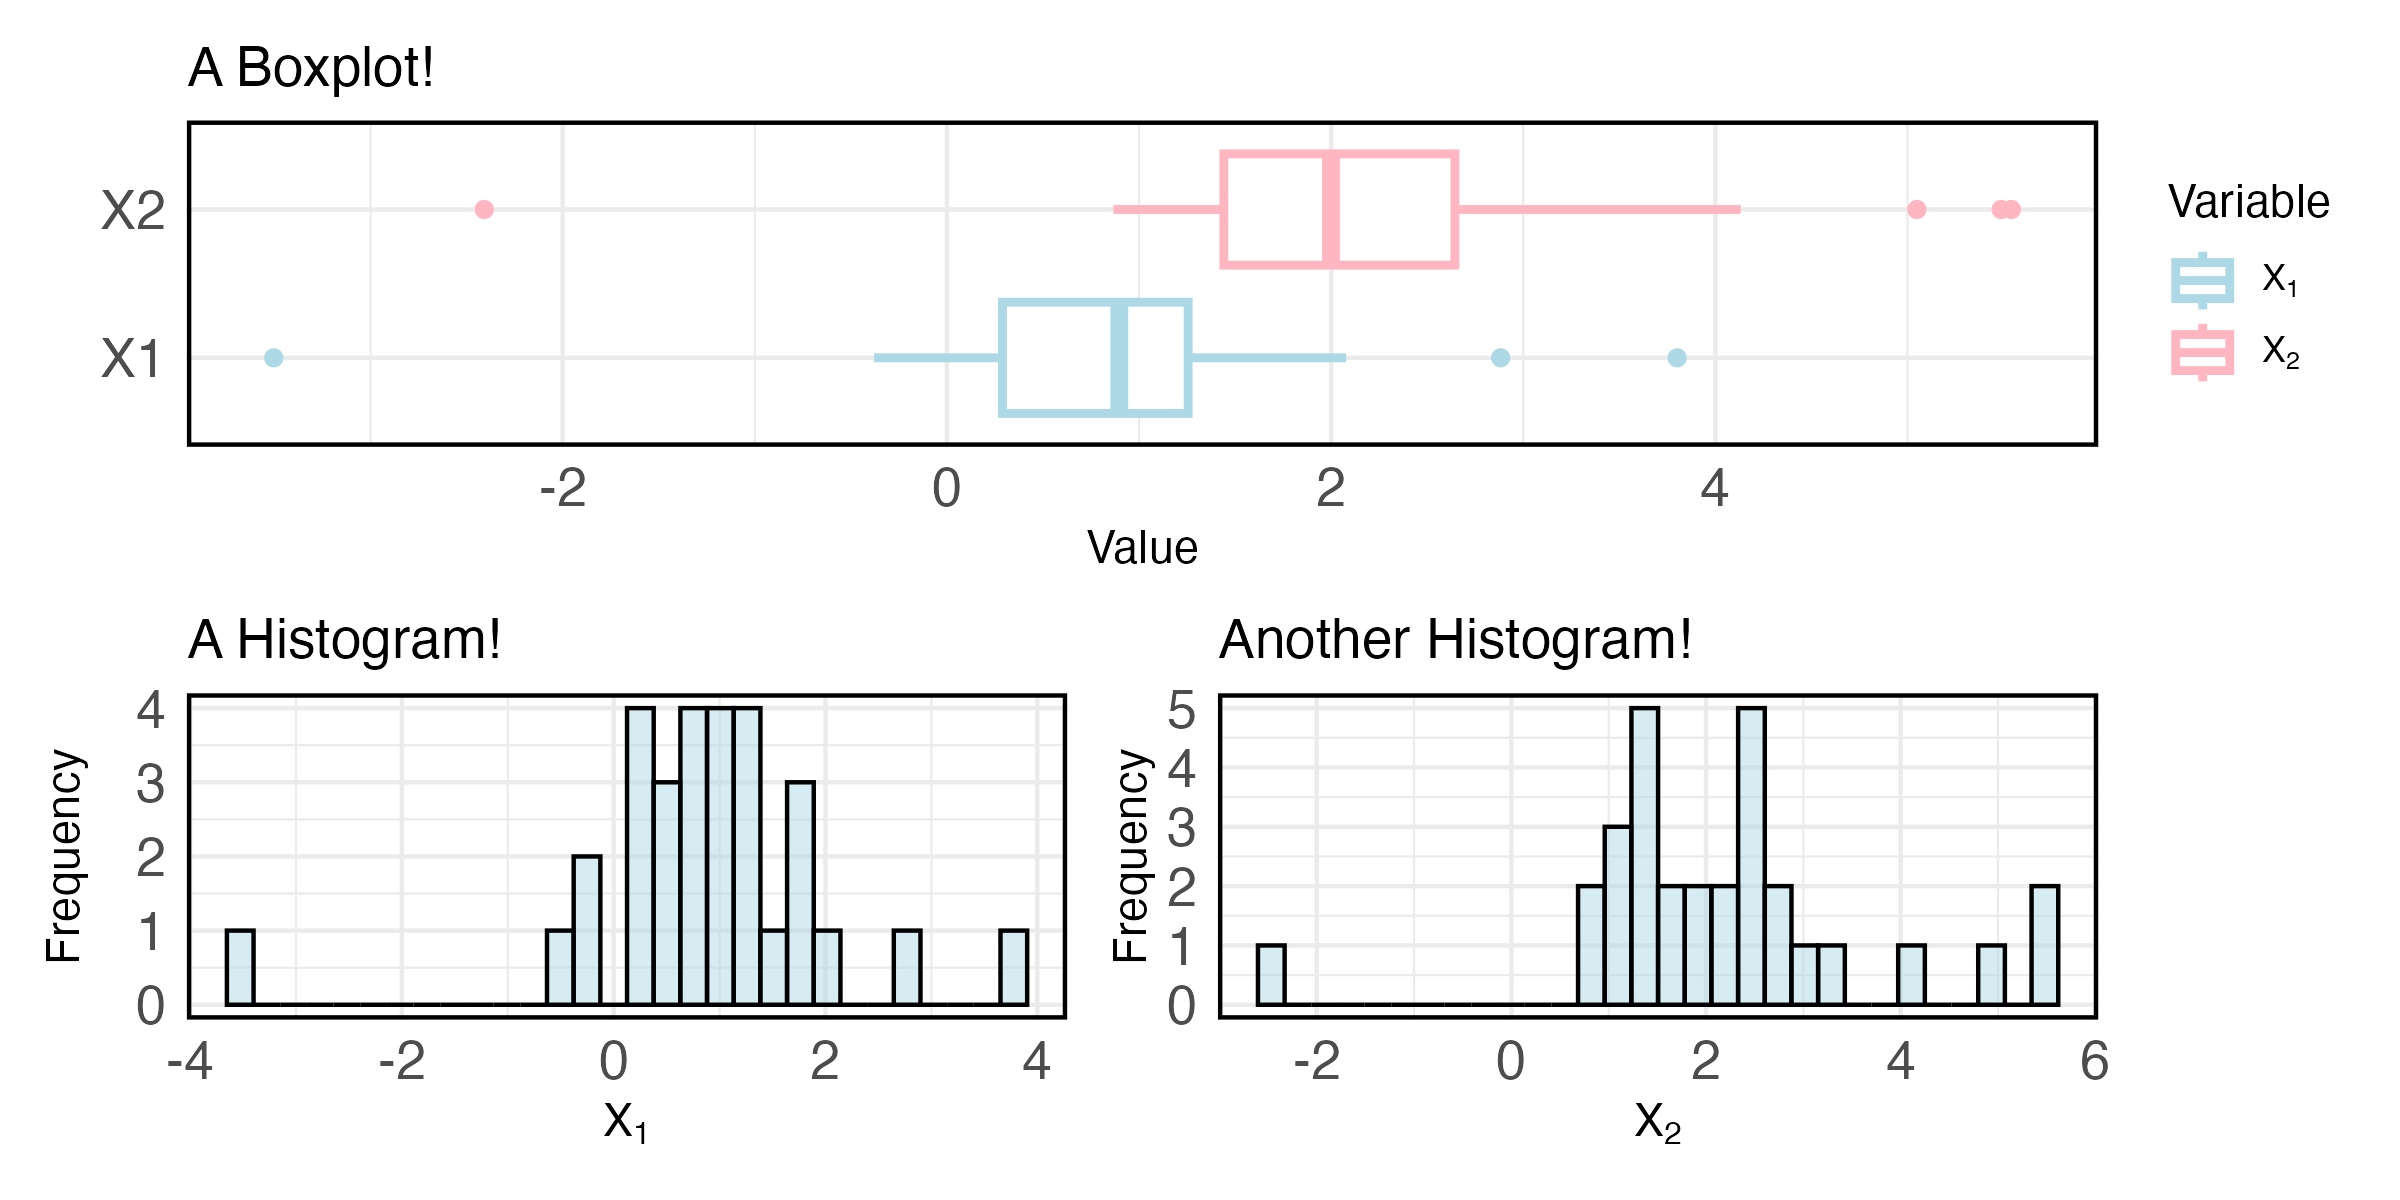 A Boxplot!
X2
X1
-2 0 2 4
Value
Variable
X₁
X₂
A Histogram!
Frequency
4
3
2
1
0
-4 -2 0 2 4
X₁
Another Histogram!
Frequency
5
4
3
2
1
0
-2 0 2 4 6
X₂